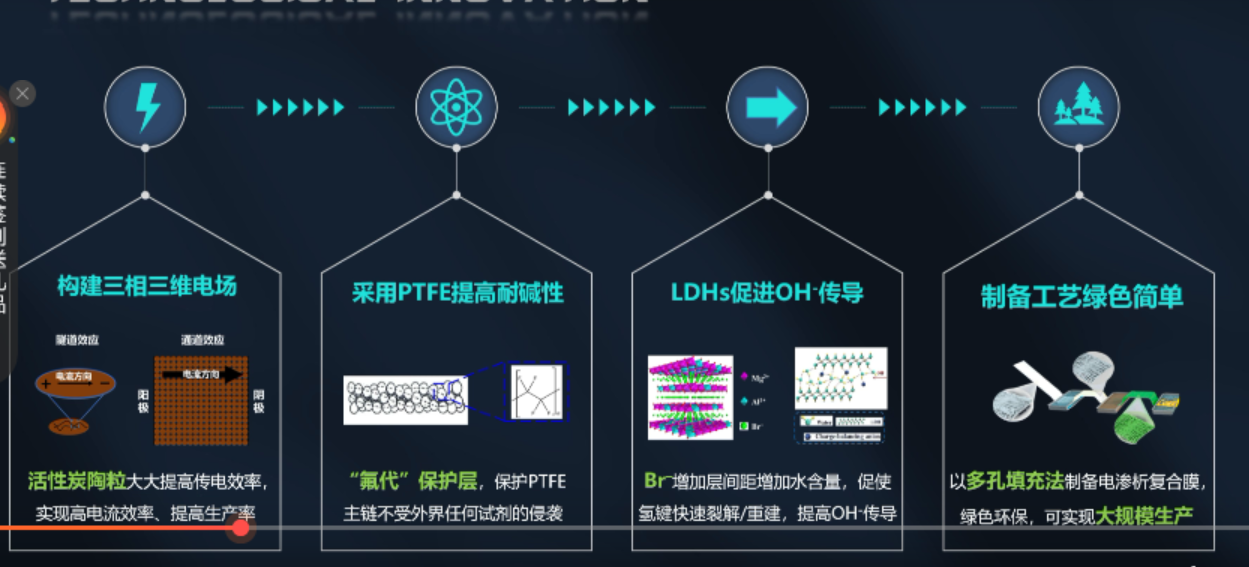 构建三相三维电场
隧道效应 通道效应
电流方向
+ -
电流方向
阳极
阴极
活性炭陶粒大大提高传电效率，
实现高电流效率、提高生产率
采用PTFE提高耐碱性
“氟代”保护层，保护PTFE
主链不受外界任何试剂的侵袭
LDHs促进OH⁻传导
Mg²⁺
Al³⁺
Br⁻
Charge balancing anion
Br⁻增加层间距增加水含量，促使
氢键快速裂解/重建，提高OH⁻传导
制备工艺绿色简单
以多孔填充法制备电渗析复合膜，
绿色环保，可实现大规模生产